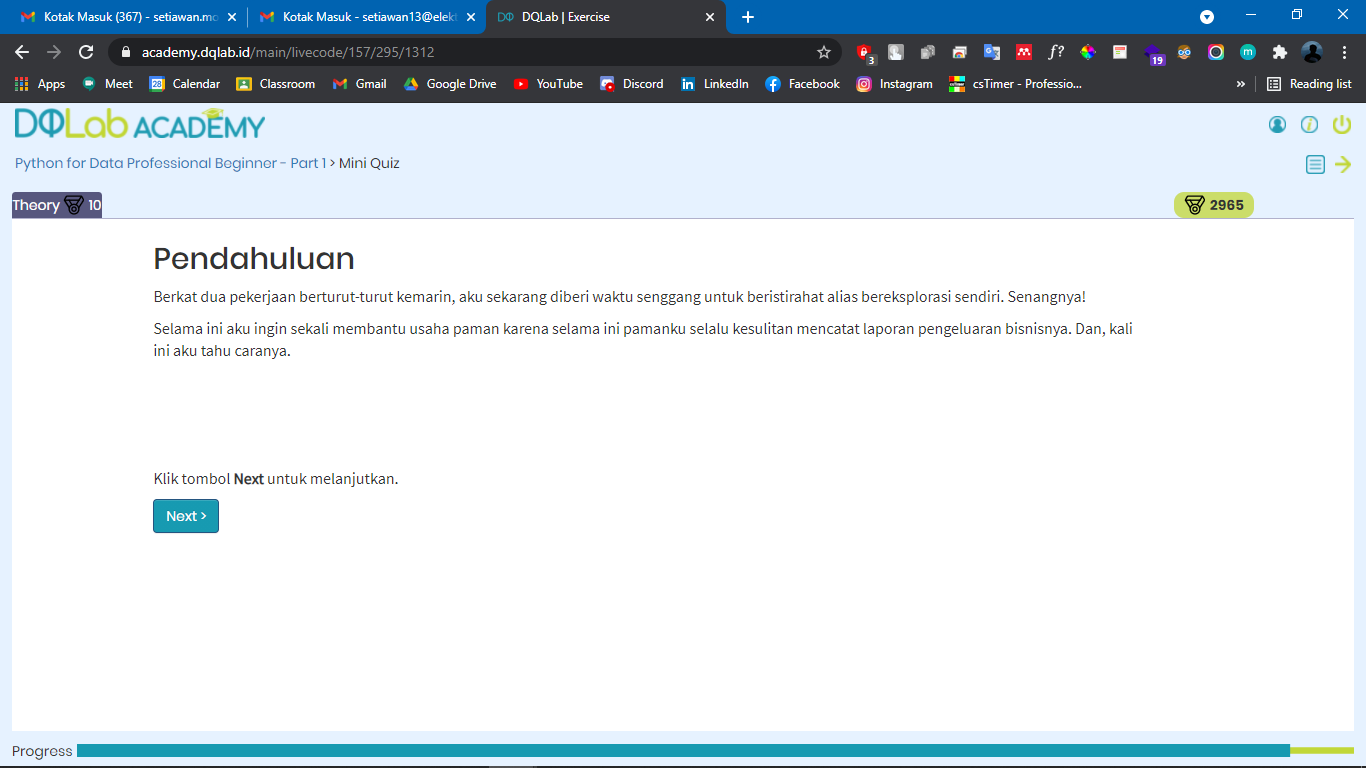 Kotak Masuk (367) - setiawan.mo
Kotak Masuk - setiawan13@elekt
DQLab | Exercise
academy.dqlab.id/main/livecode/157/295/1312
3
f?
19
m
Apps
Meet
28
Calendar
Classroom
Gmail
Google Drive
YouTube
Discord
LinkedIn
Facebook
Instagram
csTimer - Professio...
»
Reading list
DQLab ACADEMY
Python for Data Professional Beginner - Part 1 > Mini Quiz
Theory 10
2965
Pendahuluan
Berkat dua pekerjaan berturut-turut kemarin, aku sekarang diberi waktu senggang untuk beristirahat alias bereksplorasi sendiri. Senangnya!
Selama ini aku ingin sekali membantu usaha paman karena selama ini pamanku selalu kesulitan mencatat laporan pengeluaran bisnisnya. Dan, kali
ini aku tahu caranya.
Klik tombol Next untuk melanjutkan.
Next >
Progress